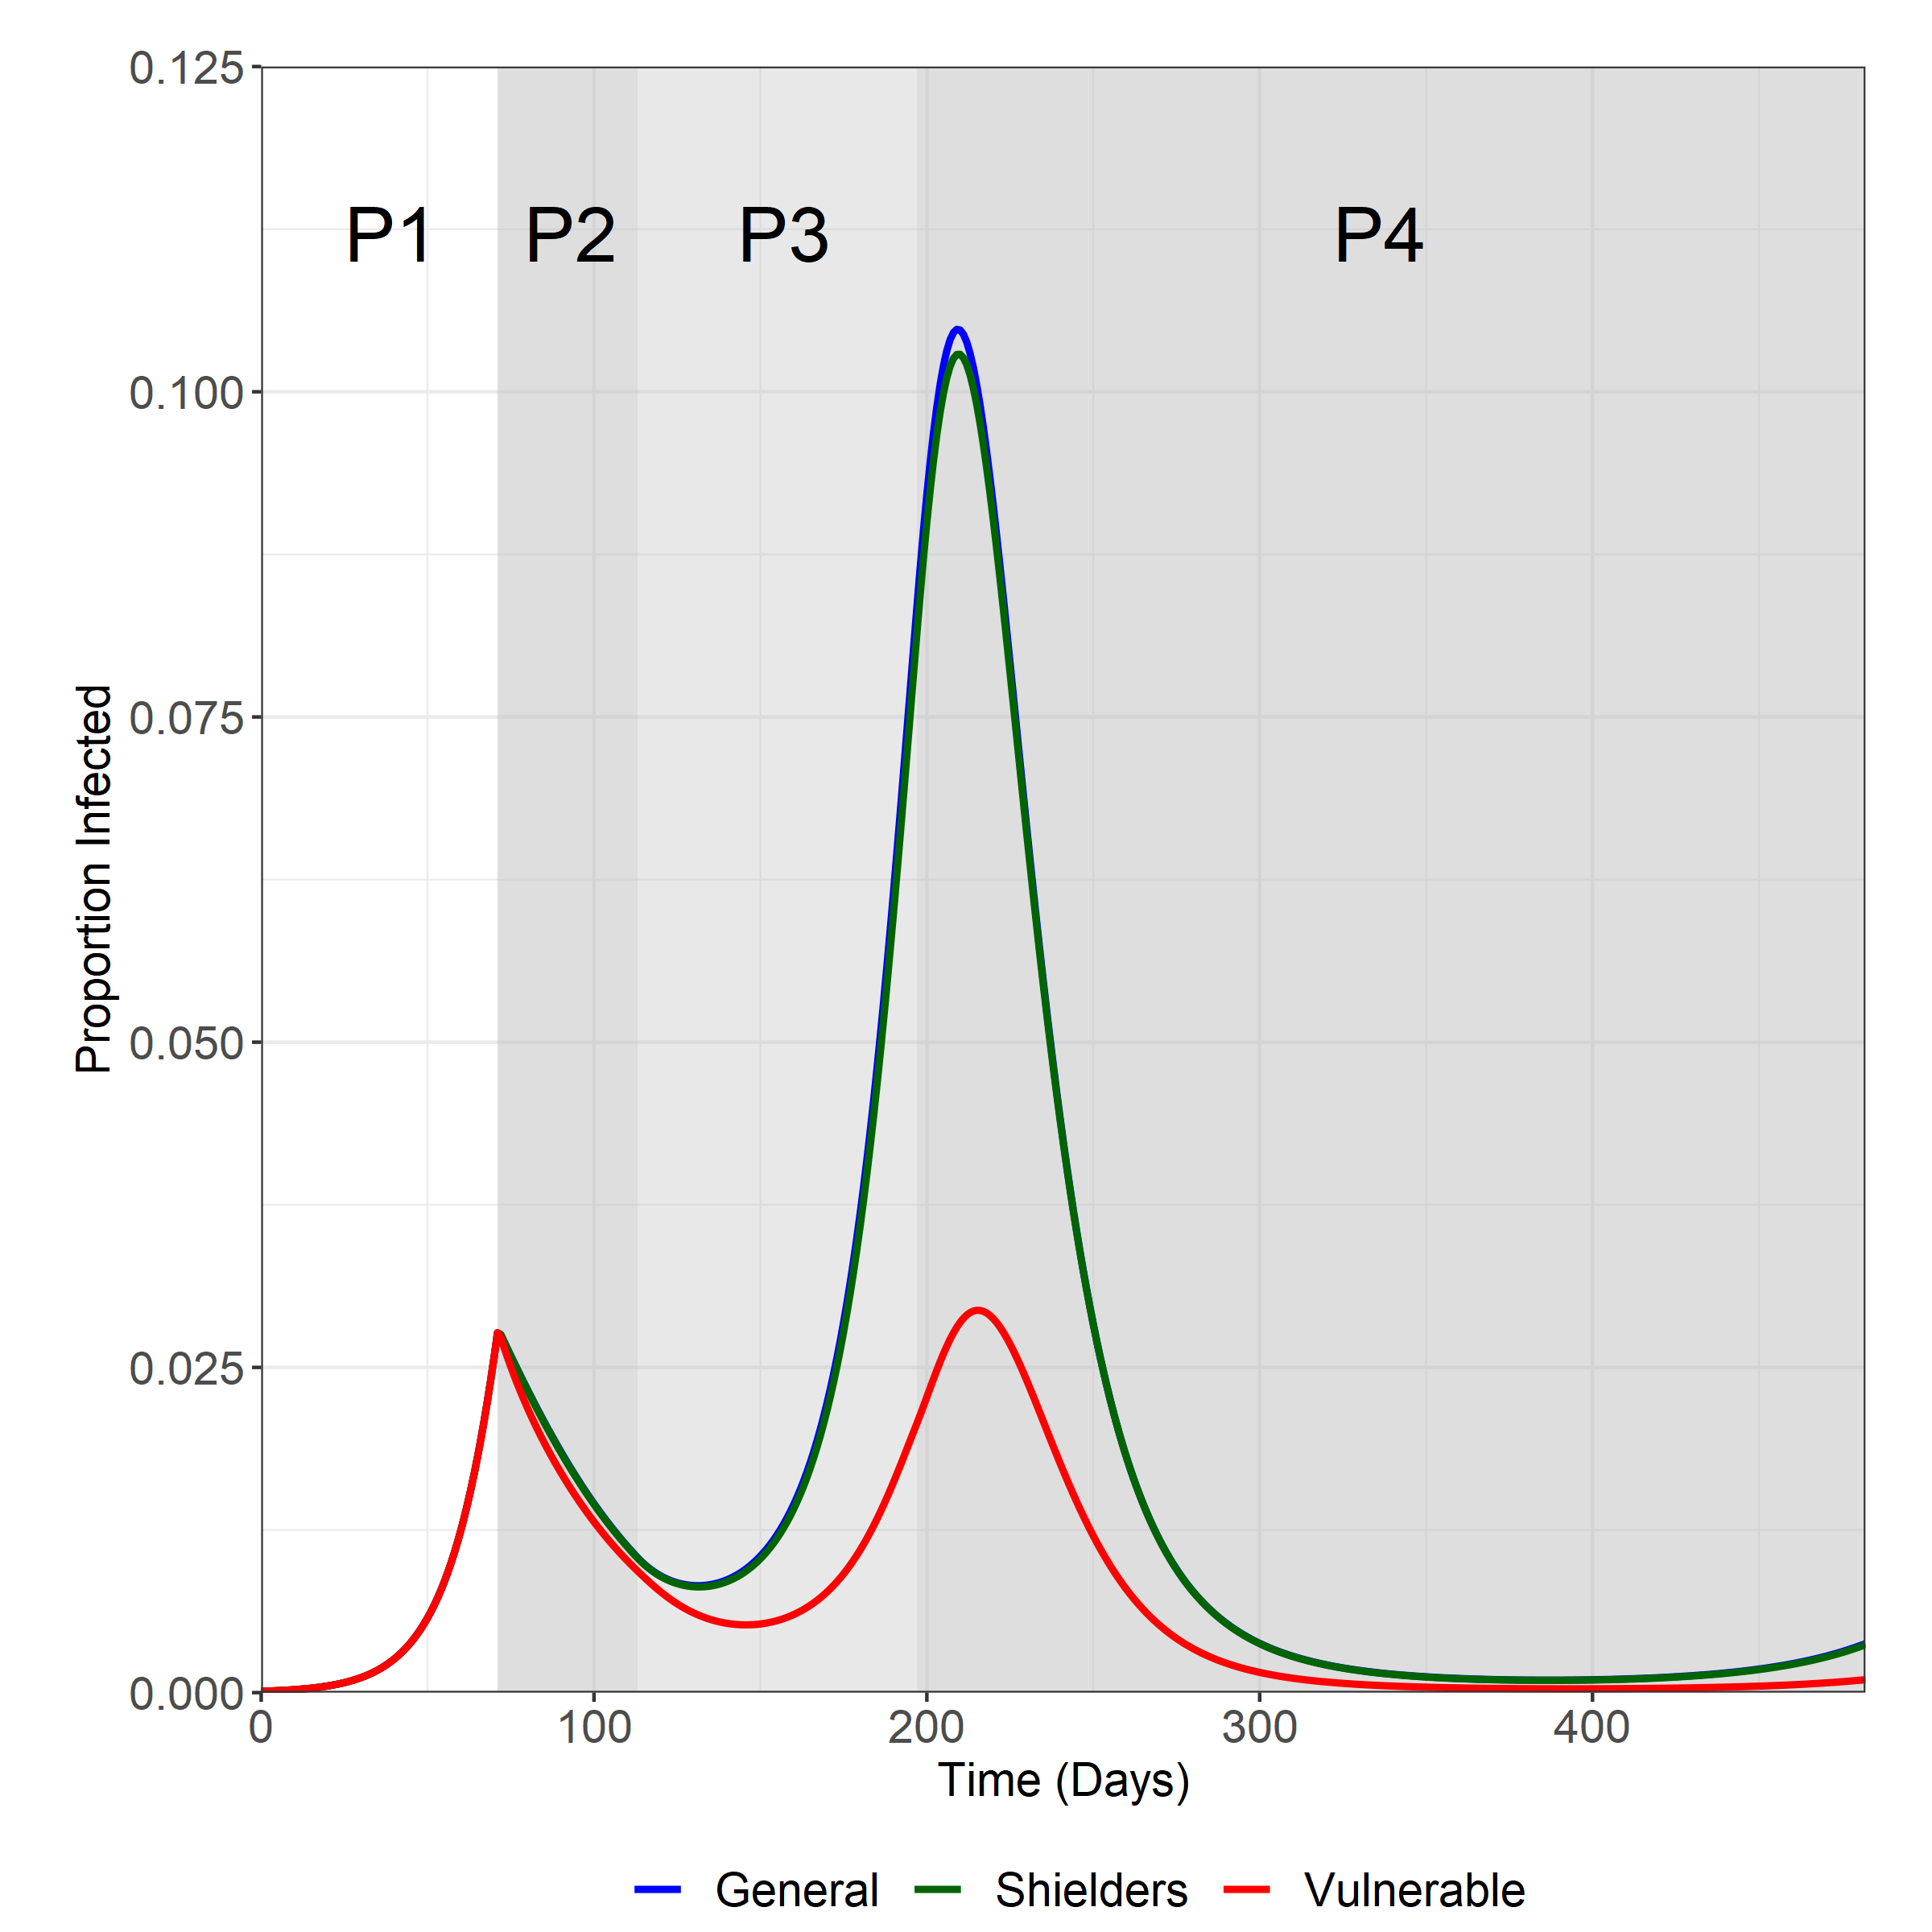 0.125
P1 P2 P3 P4
0.100
0.075
Proportion Infected
0.050
0.025
0.000
0 100 200 300 400
Time (Days)
General Shielders Vulnerable